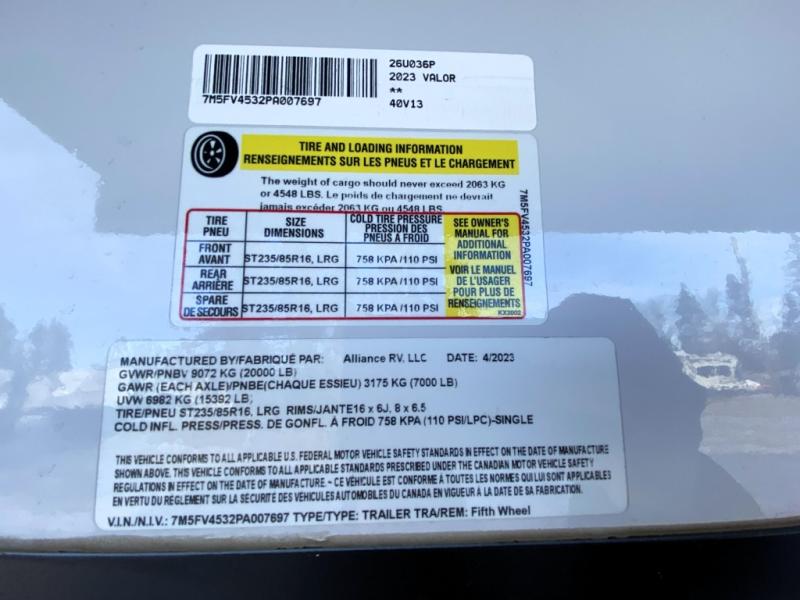 26U036P
2023 VALOR
**
7M5FV4532PA007697
40V13
TIRE AND LOADING INFORMATION
RENSEIGNEMENTS SUR LES PNEUS ET LE CHARGEMENT
The weight of cargo should never exceed 2063 KG
or 4548 LBS. Le poids de chargement ne devrait
jamais excéder 2063 KG ou 4548 LBS
TIRE PNEU SIZE DIMENSIONS COLD TIRE PRESSURE PRESSION DES PNEUS À FROID
FRONT AVANT ST235/85R16, LRG 758 KPA /110 PSI
REAR ARRIÈRE ST235/85R16, LRG 758 KPA /110 PSI
SPARE DE SECOURS ST235/85R16, LRG 758 KPA /110 PSI
SEE OWNER'S
MANUAL FOR
ADDITIONAL
INFORMATION
VOIR LE MANUEL
DE L'USAGER
POUR PLUS DE
RENSEIGNEMENTS
KX3002
7M5FV4532PA007697
MANUFACTURED BY/FABRIQUÉ PAR: Alliance RV. LLC DATE: 4/2023
GVWR/PNBV 9072 KG (20000 LB)
GAWR (EACH AXLE)/PNBE(CHAQUE ESSIEU) 3175 KG (7000 LB)
UVW 6982 KG (15392 LB)
TIRE/PNEU ST235/85R16, LRG RIMS/JANTE16 x 6J, 8 x 6.5
COLD INFL. PRESS/PRESS. DE GONFL. À FROID 758 KPA (110 PSI/LPC)-SINGLE
THIS VEHICLE CONFORMS TO ALL APPLICABLE U.S. FEDERAL MOTOR VEHICLE SAFETY STANDARDS IN EFFECT ON THE DATE OF MANUFACTURE
SHOWN ABOVE. THIS VEHICLE CONFORMS TO ALL APPLICABLE STANDARDS PRESCRIBED UNDER THE CANADIAN MOTOR VEHICLE SAFETY
REGULATIONS IN EFFECT ON THE DATE OF MANUFACTURE. ~ CE VÉHICULE EST CONFORME À TOUTES LES NORMES QUI LUI SONT APPLICABLES
EN VERTU DU RÈGLEMENT SUR LA SÉCURITÉ DES VÉHICULES AUTOMOBILES DU CANADA EN VIGUEUR À LA DATE DE SA FABRICATION.
V.I.N./N.I.V.: 7M5FV4532PA007697 TYPE/TYPE: TRAILER TRA/REM: Fifth Wheel